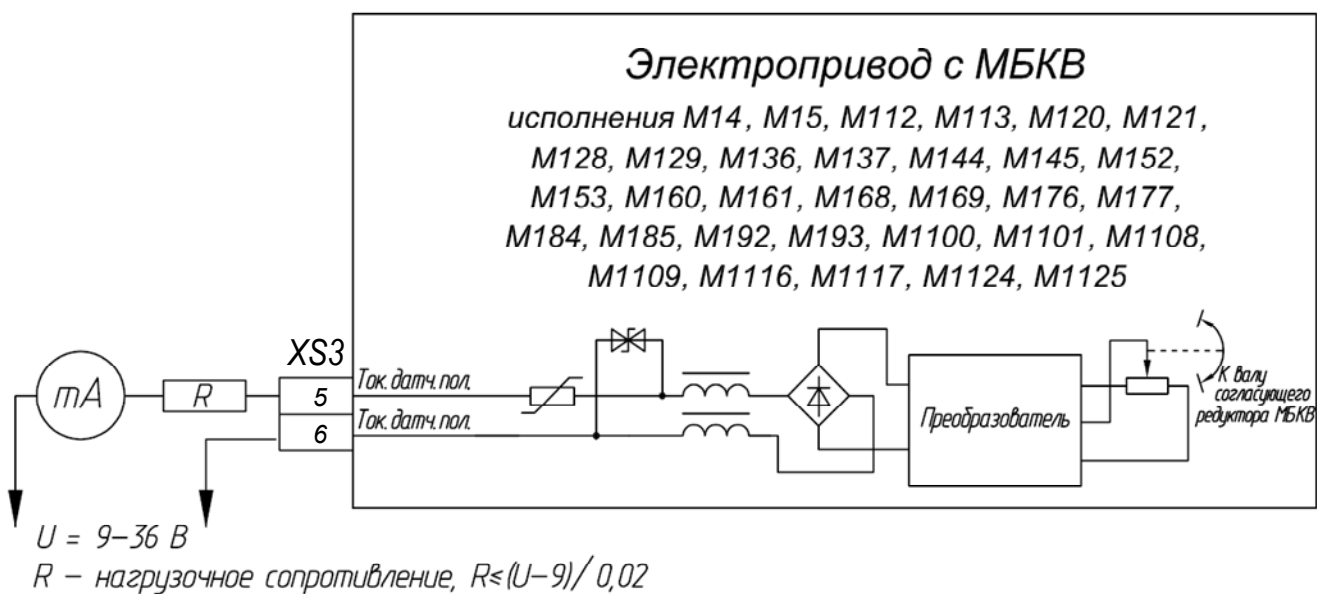 Электропривод с МБКВ
исполнения М14, М15, М112, М113, М120, М121,
М128, М129, М136, М137, М144, М145, М152,
М153, М160, М161, М168, М169, М176, М177,
М184, М185, М192, М193, М1100, М1101, М1108,
М1109, М1116, М1117, М1124, М1125
XS3
mA
R
5
Ток. датч. пол.
6
Ток. датч. пол.
Преобразователь
К валу
согласующего
редуктора МБКВ
U = 9–36 В
R – нагрузочное сопротивление, R≤(U–9)/ 0,02